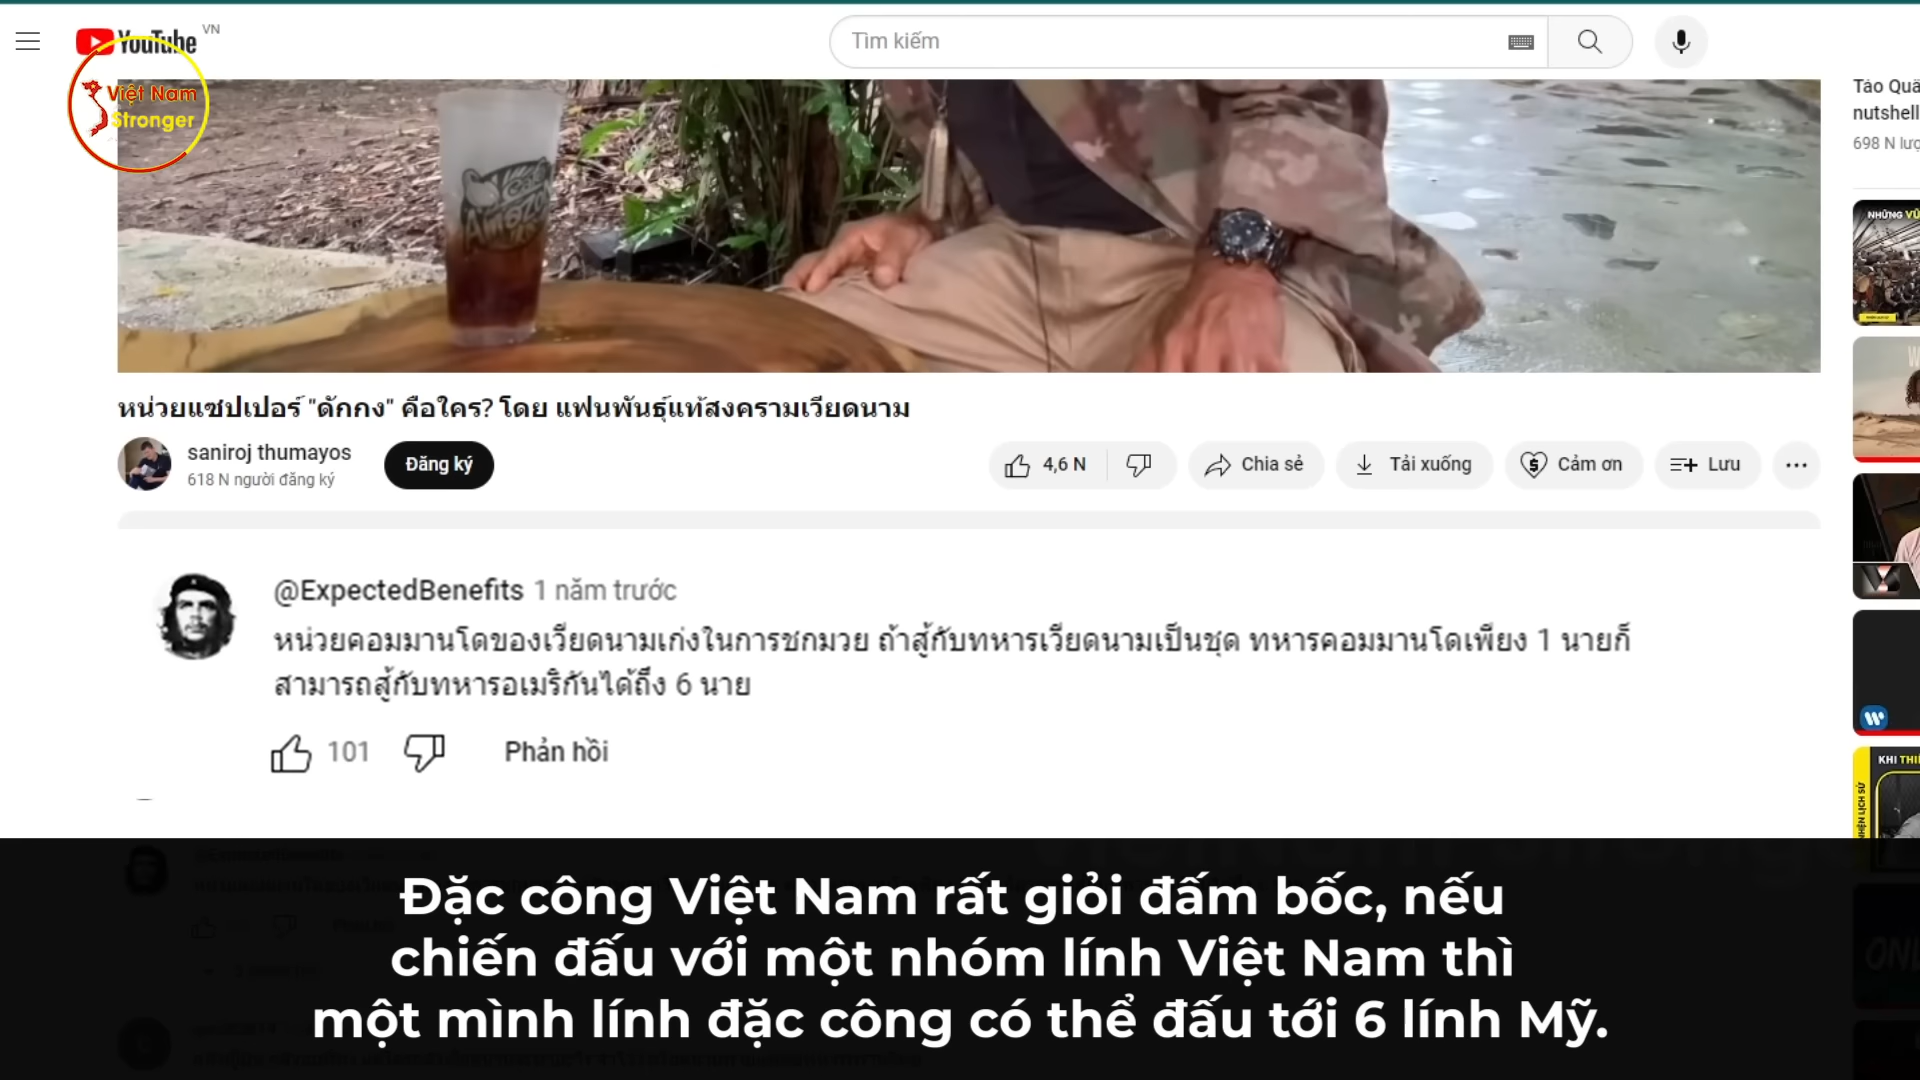 YouTube VN
Tìm kiếm
Việt Nam
Stronger
Táo Quâ
nutshell
698 N lượ
NHỮNG VŨ
หน่วยแซปเปอร์ "ดักกง" คือใคร? โดย แฟนพันธุ์แท้สงครามเวียดนาม
saniroj thumayos
618 N người đăng ký
Đăng ký
4,6 N
Chia sẻ
Tải xuống
Cảm ơn
Lưu
@ExpectedBenefits 1 năm trước
หน่วยคอมมานโดของเวียดนามเก่งในการชกมวย ถ้าสู้กับทหารเวียดนามเป็นชุด ทหารคอมมานโดเพียง 1 นายก็
สามารถสู้กับทหารอเมริกันได้ถึง 6 นาย
101
Phản hồi
KHI THI
Đặc công Việt Nam rất giỏi đấm bốc, nếu
chiến đấu với một nhóm lính Việt Nam thì
một mình lính đặc công có thể đấu tới 6 lính Mỹ.